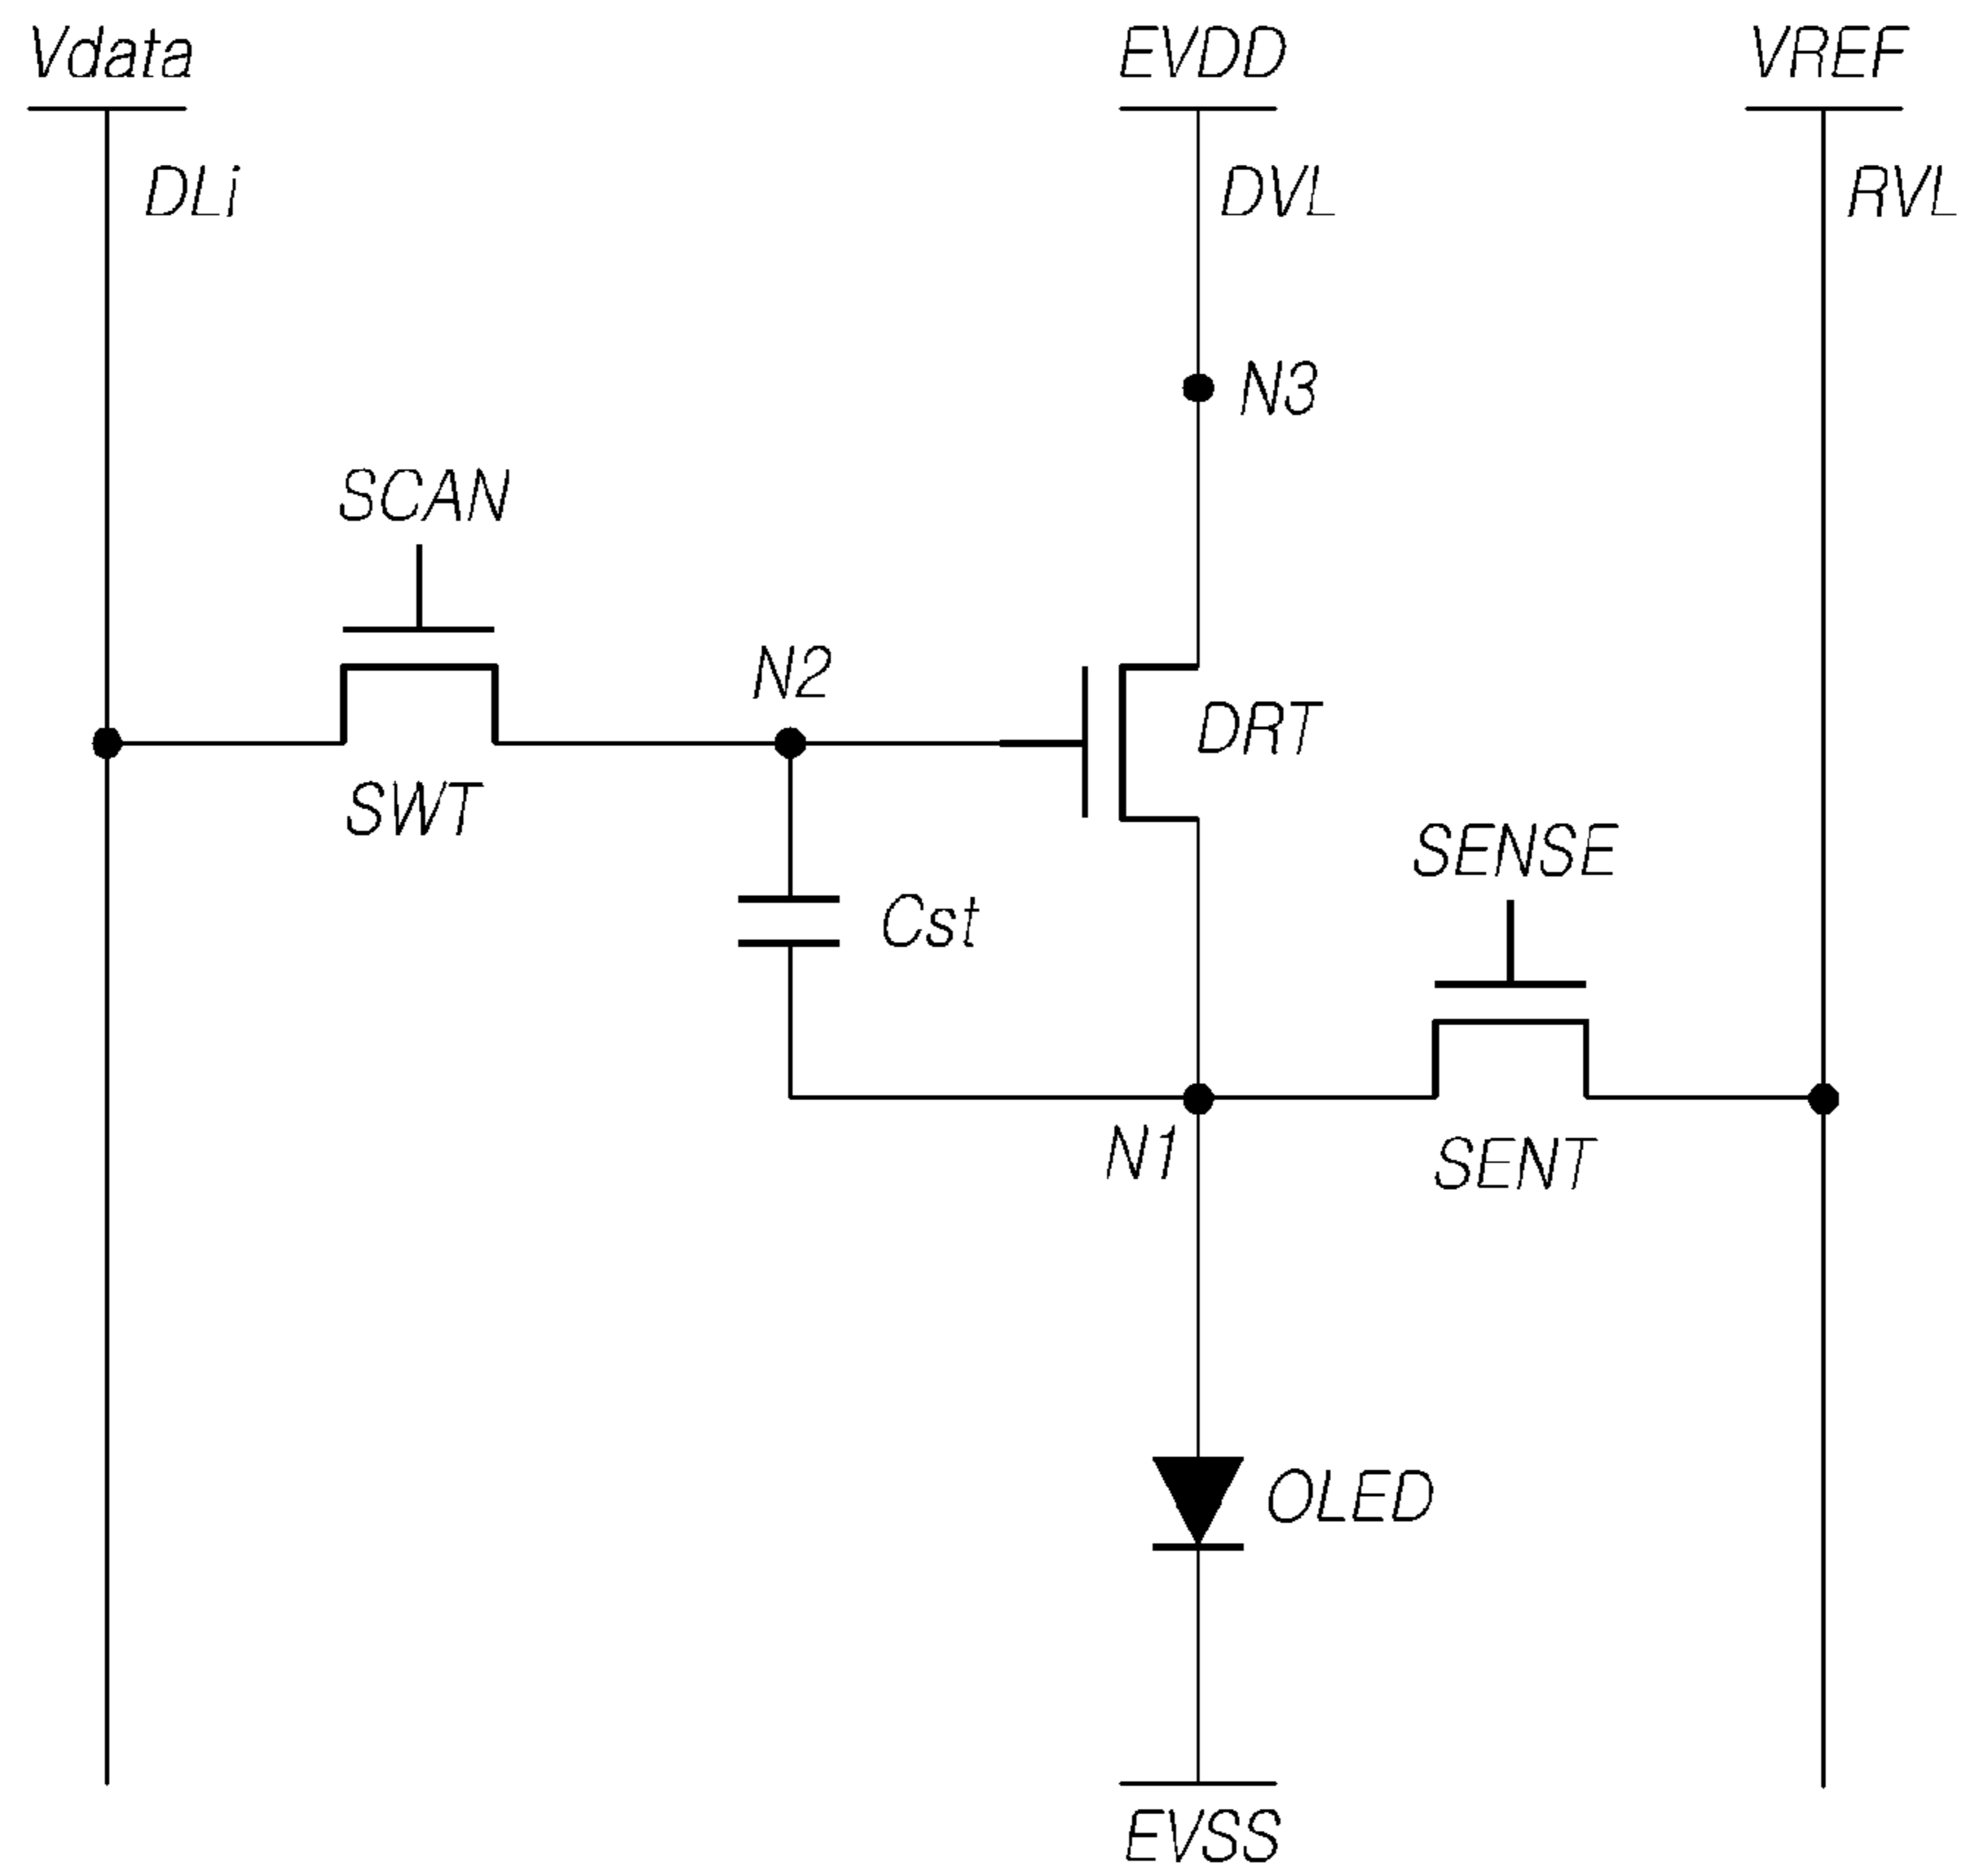 Vdata
EVDD
VREF
DLi
DVL
RVL
N3
SCAN
N2
DRT
SWT
SENSE
Cst
N1
SENT
OLED
EVSS